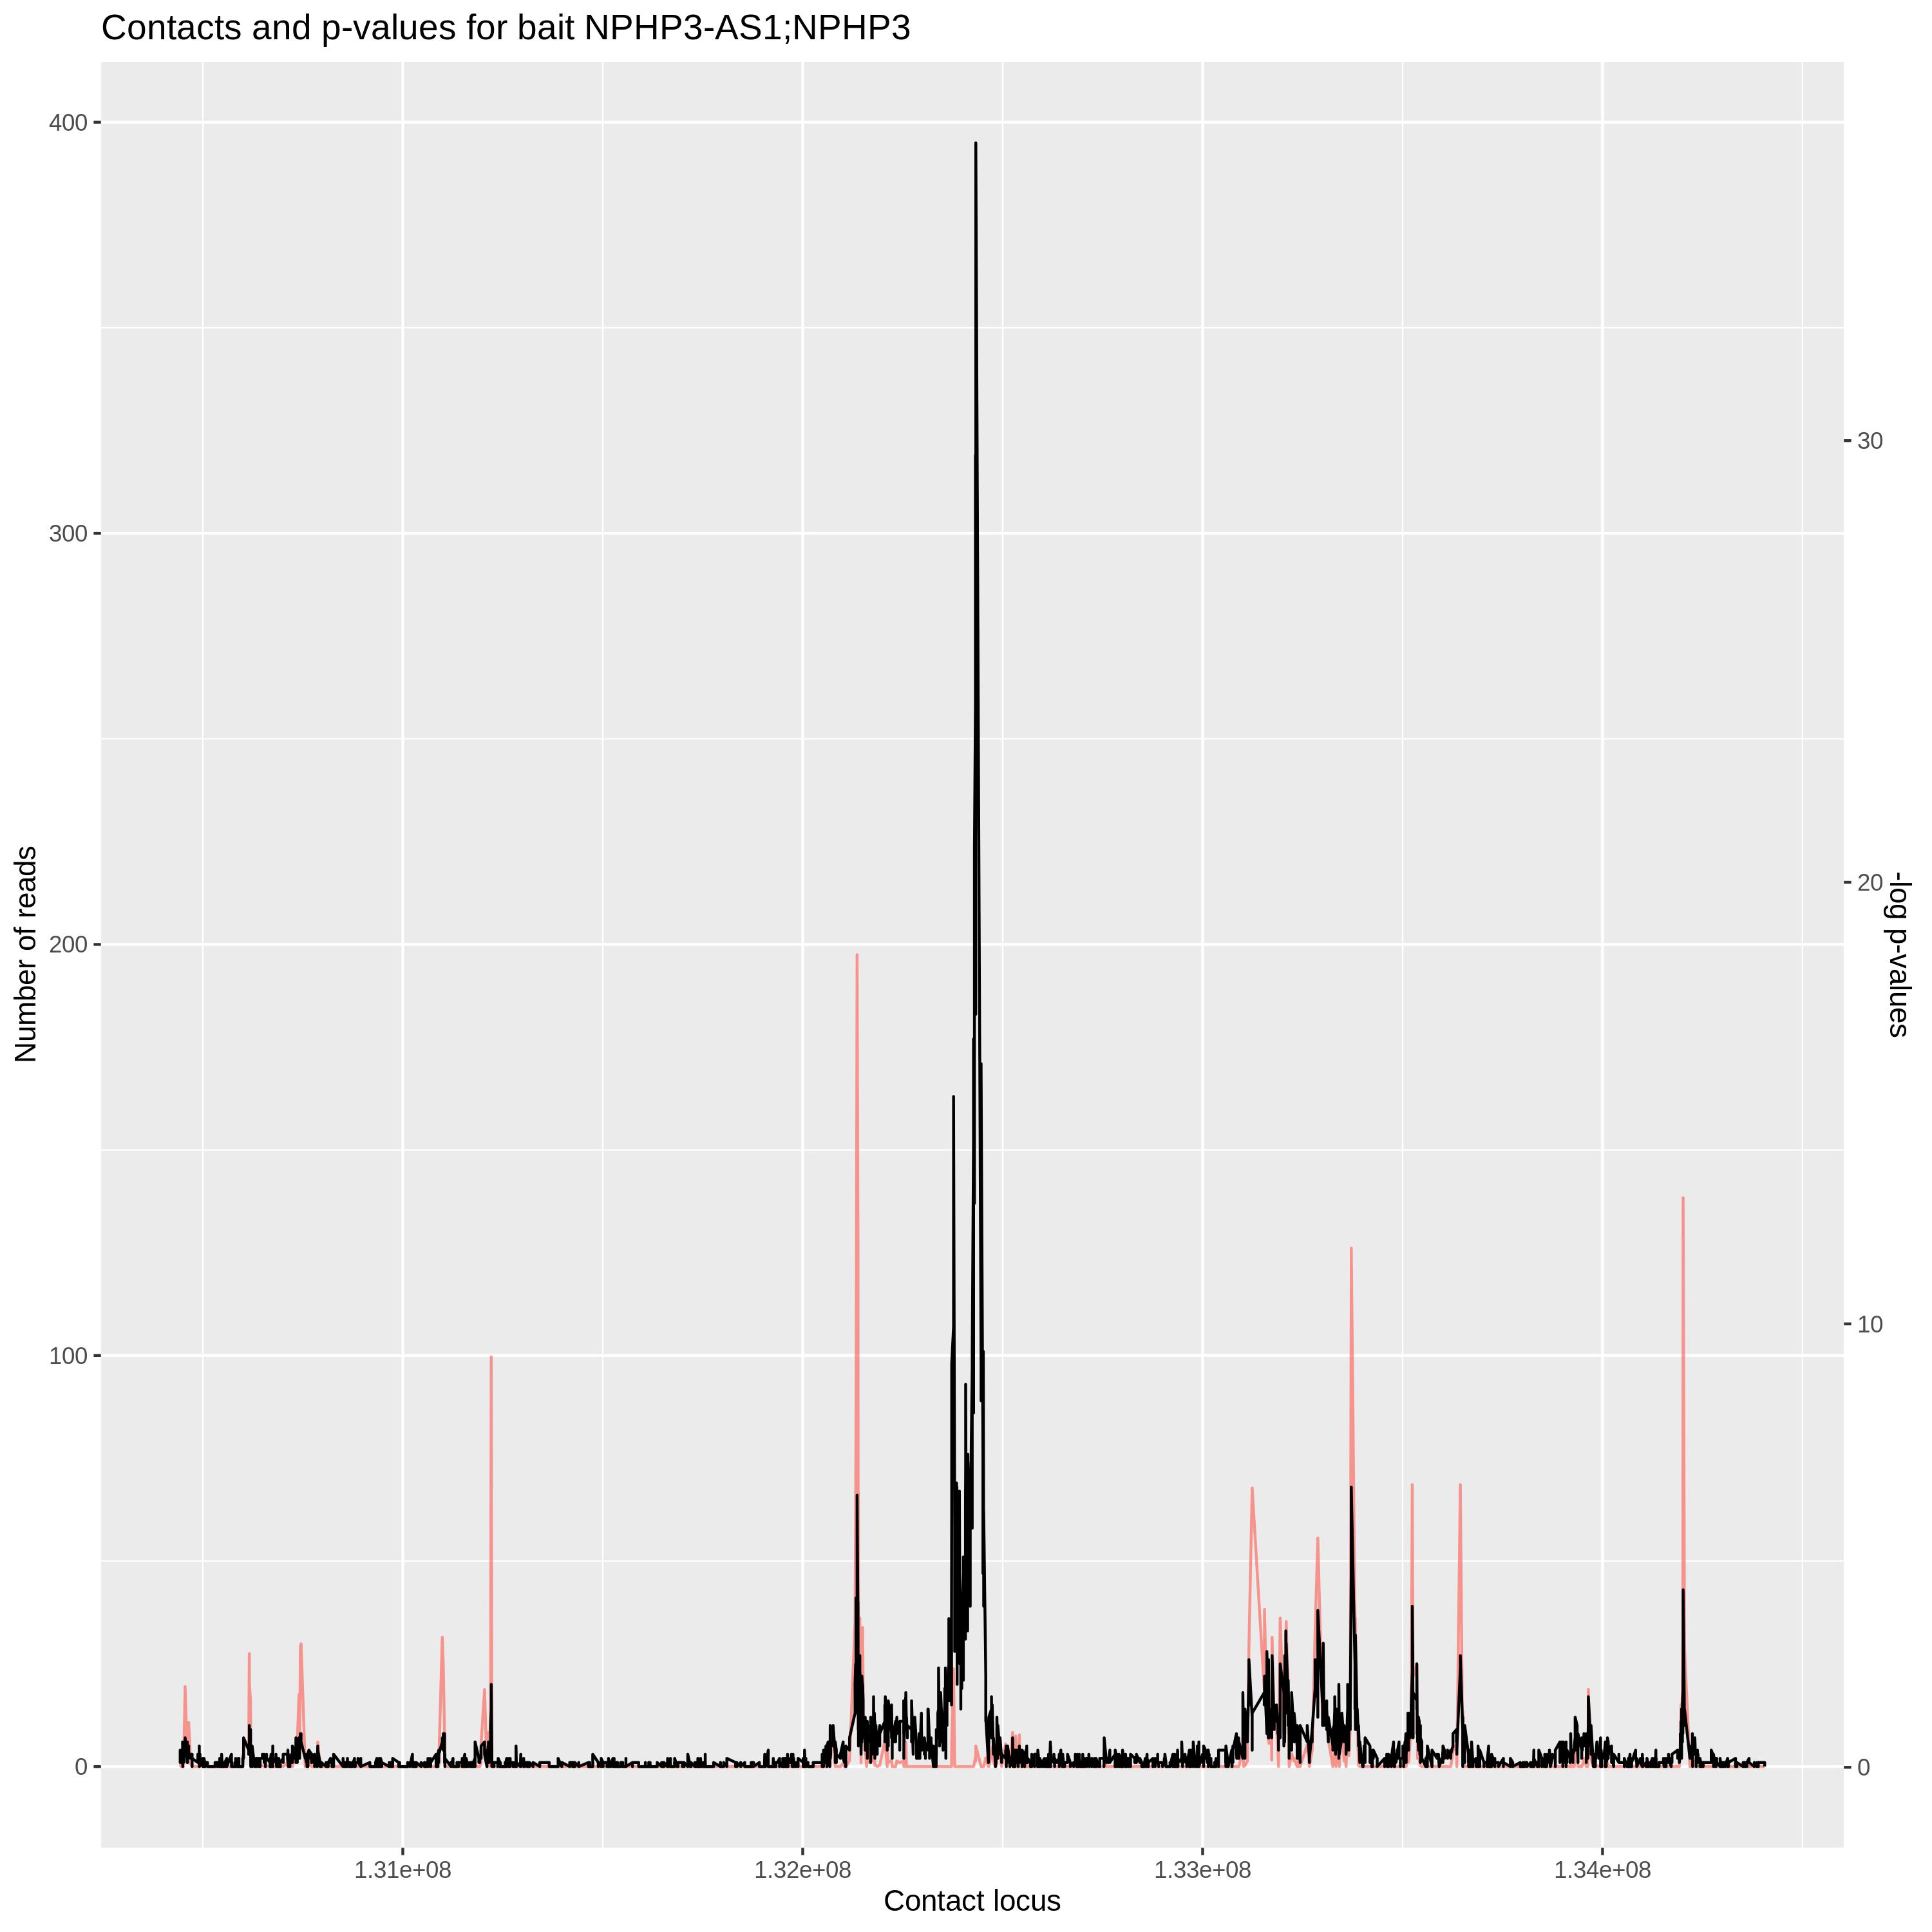 Contacts and p-values for bait NPHP3-AS1;NPHP3
400
300
200
100
0
Number of reads
30
20
10
0
-log p-values
1.31e+08 1.32e+08 1.33e+08 1.34e+08
Contact locus